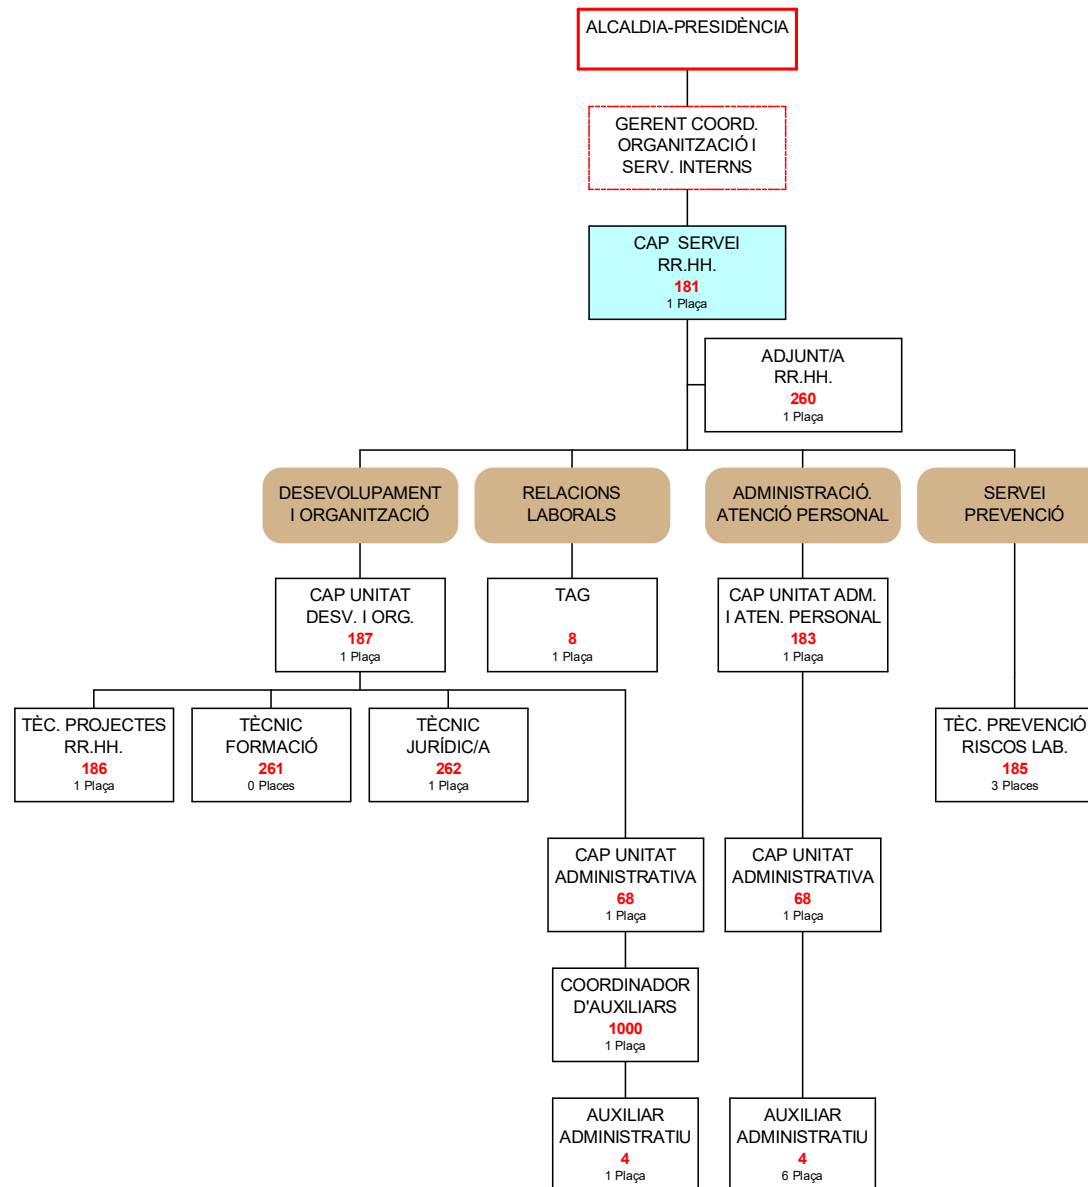 ALCALDIA-PRESIDÈNCIA
GERENT COORD.
ORGANITZACIÓ I
SERV. INTERNS
CAP  SERVEI
RR.HH.
181
1 Plaça
ADJUNT/A
RR.HH.
260
1 Plaça
DESEVOLUPAMENT
I ORGANITZACIÓ
RELACIONS
LABORALS
ADMINISTRACIÓ.
ATENCIÓ PERSONAL
SERVEI
PREVENCIÓ
CAP UNITAT
DESV. I ORG.
187
1 Plaça
TAG
8
1 Plaça
CAP UNITAT ADM.
I ATEN. PERSONAL
183
1 Plaça
TÈC. PROJECTES
RR.HH.
186
1 Plaça
TÈCNIC
FORMACIÓ
261
0 Places
TÈCNIC
JURÍDIC/A
262
1 Plaça
TÈC. PREVENCIÓ
RISCOS LAB.
185
3 Places
CAP UNITAT
ADMINISTRATIVA
68
1 Plaça
CAP UNITAT
ADMINISTRATIVA
68
1 Plaça
COORDINADOR
D'AUXILIARS
1000
1 Plaça
AUXILIAR
ADMINISTRATIU
4
1 Plaça
AUXILIAR
ADMINISTRATIU
4
6 Plaça